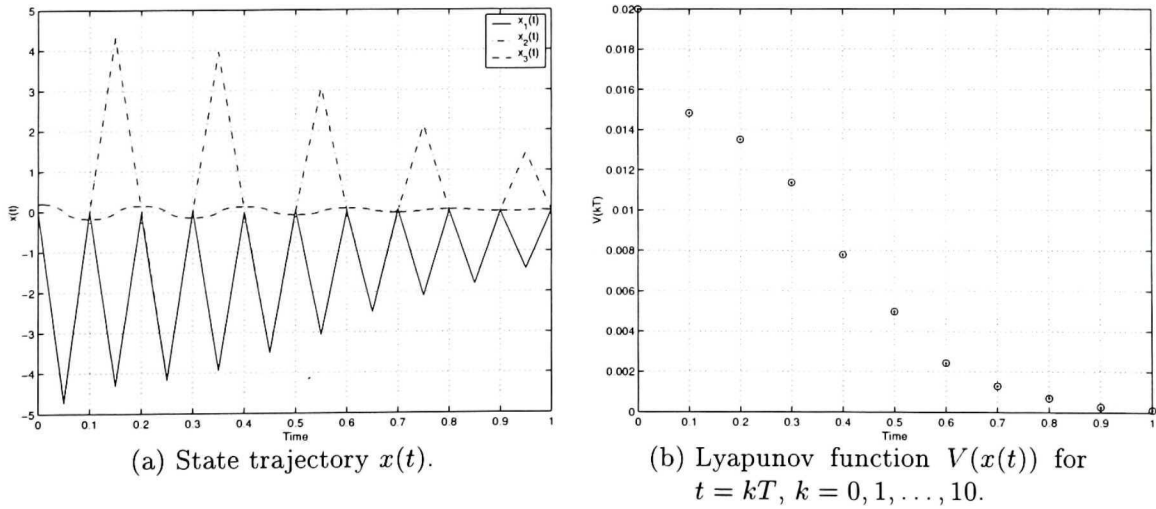 5
4
3
2
1
0
−1
−2
−3
−4
−5
x(t)
0 0.1 0.2 0.3 0.4 0.5 0.6 0.7 0.8 0.9 1
Time
x_1(t)
x_2(t)
x_3(t)
(a) State trajectory x(t).
0.02
0.018
0.016
0.014
0.012
0.01
0.008
0.006
0.004
0.002
0
V(kT)
0 0.1 0.2 0.3 0.4 0.5 0.6 0.7 0.8 0.9 1
Time
(b) Lyapunov function V(x(t)) for
t = kT, k = 0, 1, . . . , 10.